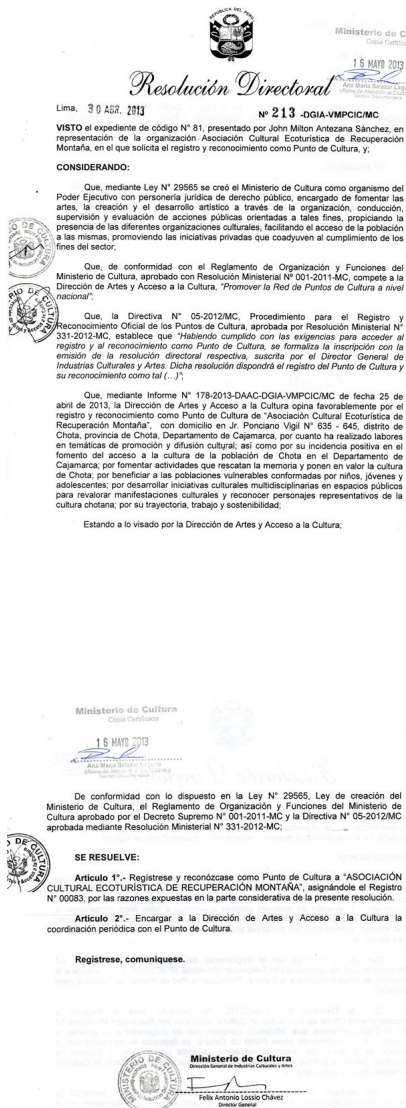 REPUBLICA DEL PERU
Ministerio de C
Copia Certific
16 MAYO 2013
Ana María Salazar Lagu
Resolución Directoral
Lima, 30 ABR. 2013
Nº 213 -DGIA-VMPCIC/MC
VISTO el expediente de código N° 81, presentado por John Milton Antezana Sánchez, en
representación de la organización Asociación Cultural Ecoturística de Recuperación
Montaña, en el que solicita el registro y reconocimiento como Punto de Cultura, y;
CONSIDERANDO:
Que, mediante Ley N° 29565 se creó el Ministerio de Cultura como organismo del
Poder Ejecutivo con personería jurídica de derecho público, encargado de fomentar las
artes, la creación y el desarrollo artístico a través de la organización, conducción,
supervisión y evaluación de acciones públicas orientadas a tales fines, propiciando la
presencia de las diferentes organizaciones culturales, facilitando el acceso de la población
a las mismas, promoviendo las iniciativas privadas que coadyuven al cumplimiento de los
fines del sector;
Que, de conformidad con el Reglamento de Organización y Funciones del
Ministerio de Cultura, aprobado con Resolución Ministerial Nº 001-2011-MC, compete a la
Dirección de Artes y Acceso a la Cultura, "Promover la Red de Puntos de Cultura a nivel
nacional";
Que, la Directiva N° 05-2012/MC, Procedimiento para el Registro y
Reconocimiento Oficial de los Puntos de Cultura, aprobada por Resolución Ministerial N°
331-2012-MC, establece que "Habiendo cumplido con las exigencias para acceder al
registro y al reconocimiento como Punto de Cultura, se formaliza la inscripción con la
emisión de la resolución directoral respectiva, suscrita por el Director General de
Industrias Culturales y Artes. Dicha resolución dispondrá el registro del Punto de Cultura y
su reconocimiento como tal (…)";
Que, mediante Informe N° 178-2013-DAAC-DGIA-VMPCIC/MC de fecha 25 de
abril de 2013, la Dirección de Artes y Acceso a la Cultura opina favorablemente por el
registro y reconocimiento como Punto de Cultura de "Asociación Cultural Ecoturística de
Recuperación Montaña", con domicilio en Jr. Ponciano Vigil N° 635 - 645, distrito de
Chota, provincia de Chota, Departamento de Cajamarca, por cuanto ha realizado labores
en temáticas de promoción y difusión cultural; así como por su incidencia positiva en el
fomento del acceso a la cultura de la población de Chota en el Departamento de
Cajamarca; por fomentar actividades que rescatan la memoria y ponen en valor la cultura
de Chota; por beneficiar a las poblaciones vulnerables conformadas por niños, jóvenes y
adolescentes; por desarrollar iniciativas culturales multidisciplinarias en espacios públicos
para revalorar manifestaciones culturales y reconocer personajes representativos de la
cultura chotana; por su trayectoria, trabajo y sostenibilidad;
Estando a lo visado por la Dirección de Artes y Acceso a la Cultura;
Ministerio de Cultura
Copia Certificada
16 MAYO 2013
Ana María Salazar Laguna
De conformidad con lo dispuesto en la Ley N° 29565, Ley de creación del
Ministerio de Cultura, el Reglamento de Organización y Funciones del Ministerio de
Cultura aprobado por el Decreto Supremo N° 001-2011-MC y la Directiva N° 05-2012/MC
aprobada mediante Resolución Ministerial N° 331-2012-MC;
SE RESUELVE:
Artículo 1°.- Regístrese y reconózcase como Punto de Cultura a "ASOCIACIÓN
CULTURAL ECOTURÍSTICA DE RECUPERACIÓN MONTAÑA", asignándole el Registro
N° 00083, por las razones expuestas en la parte considerativa de la presente resolución.
Artículo 2°.- Encargar a la Dirección de Artes y Acceso a la Cultura la
coordinación periódica con el Punto de Cultura.
Regístrese, comuníquese.
MINISTERIO DE CULTURA
Ministerio de Cultura
Dirección General de Industrias Culturales y Artes
Felix Antonio Lossio Chávez
Director General